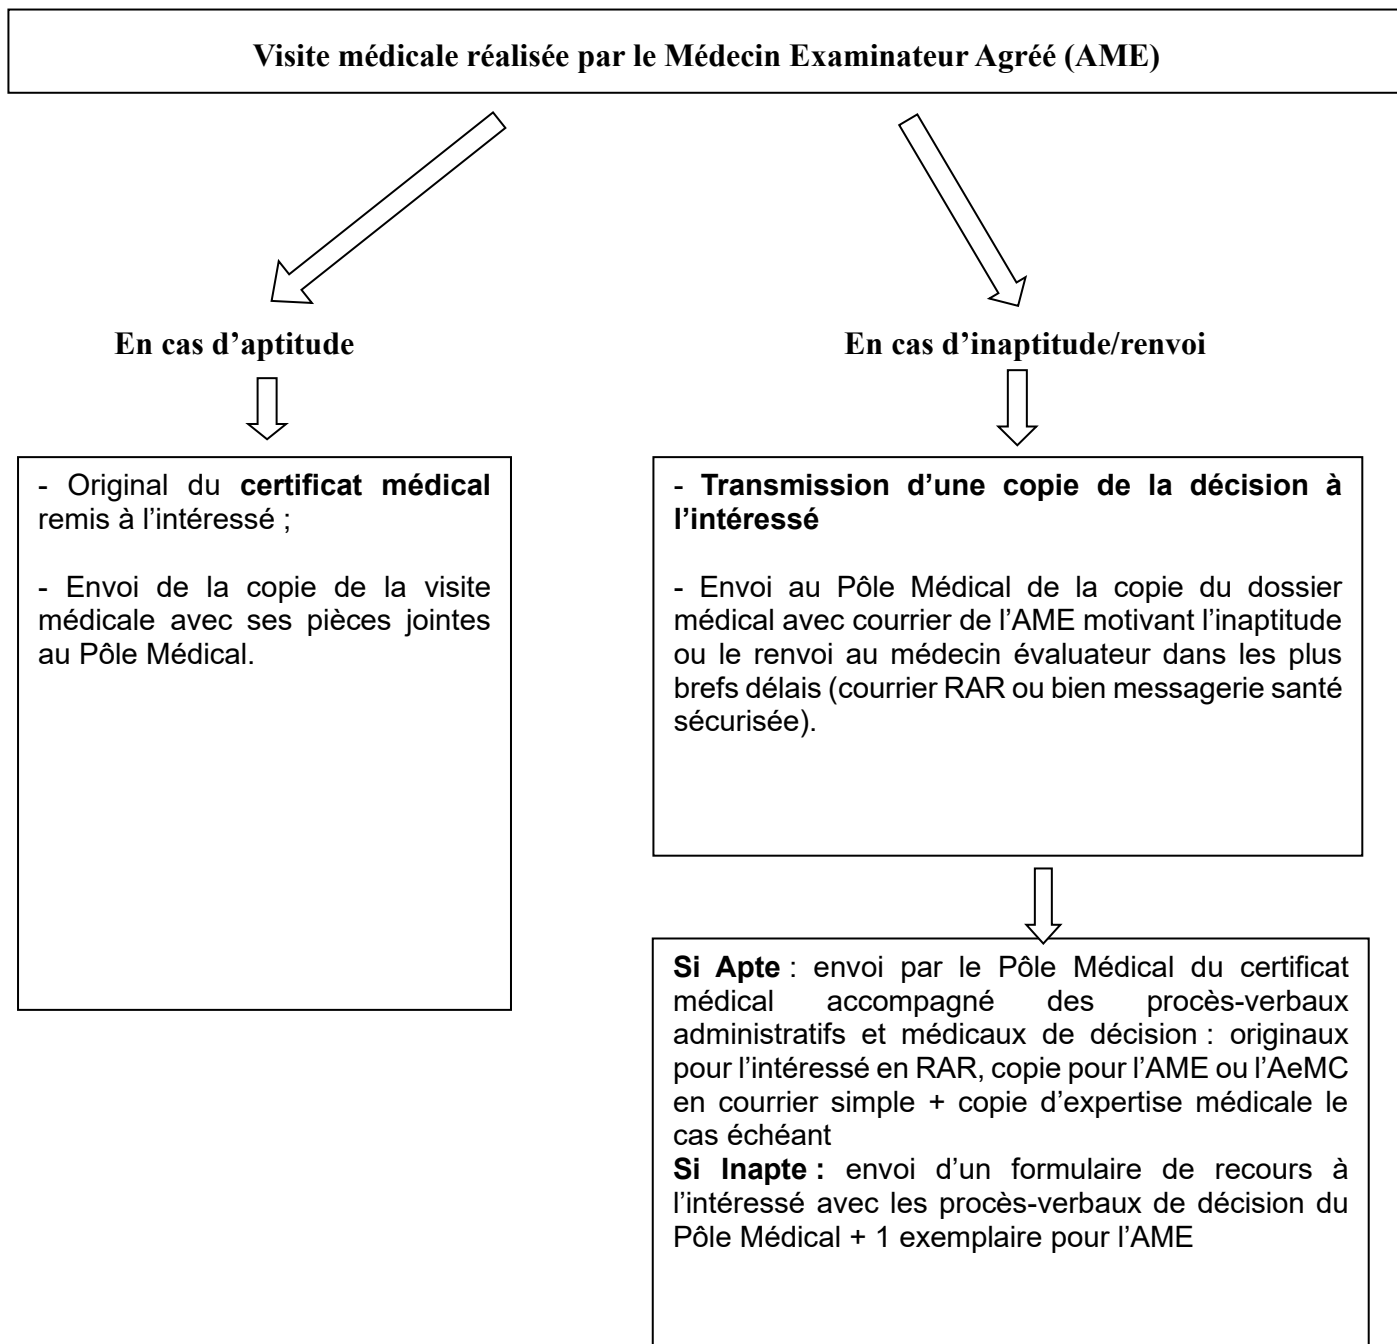 Visite médicale réalisée par le Médecin Examinateur Agréé (AME)
En cas d’aptitude
- Original du certificat médical
remis à l’intéressé ;
- Envoi de la copie de la visite
médicale avec ses pièces jointes
au Pôle Médical.
En cas d’inaptitude/renvoi
- Transmission d’une copie de la décision à
l’intéressé
- Envoi au Pôle Médical de la copie du dossier
médical avec courrier de l’AME motivant l’inaptitude
ou le renvoi au médecin évaluateur dans les plus
brefs délais (courrier RAR ou bien messagerie santé
sécurisée).
Si Apte : envoi par le Pôle Médical du certificat
médical accompagné des procès-verbaux
administratifs et médicaux de décision : originaux
pour l’intéressé en RAR, copie pour l’AME ou l’AeMC
en courrier simple + copie d’expertise médicale le
cas échéant
Si Inapte : envoi d’un formulaire de recours à
l’intéressé avec les procès-verbaux de décision du
Pôle Médical + 1 exemplaire pour l’AME